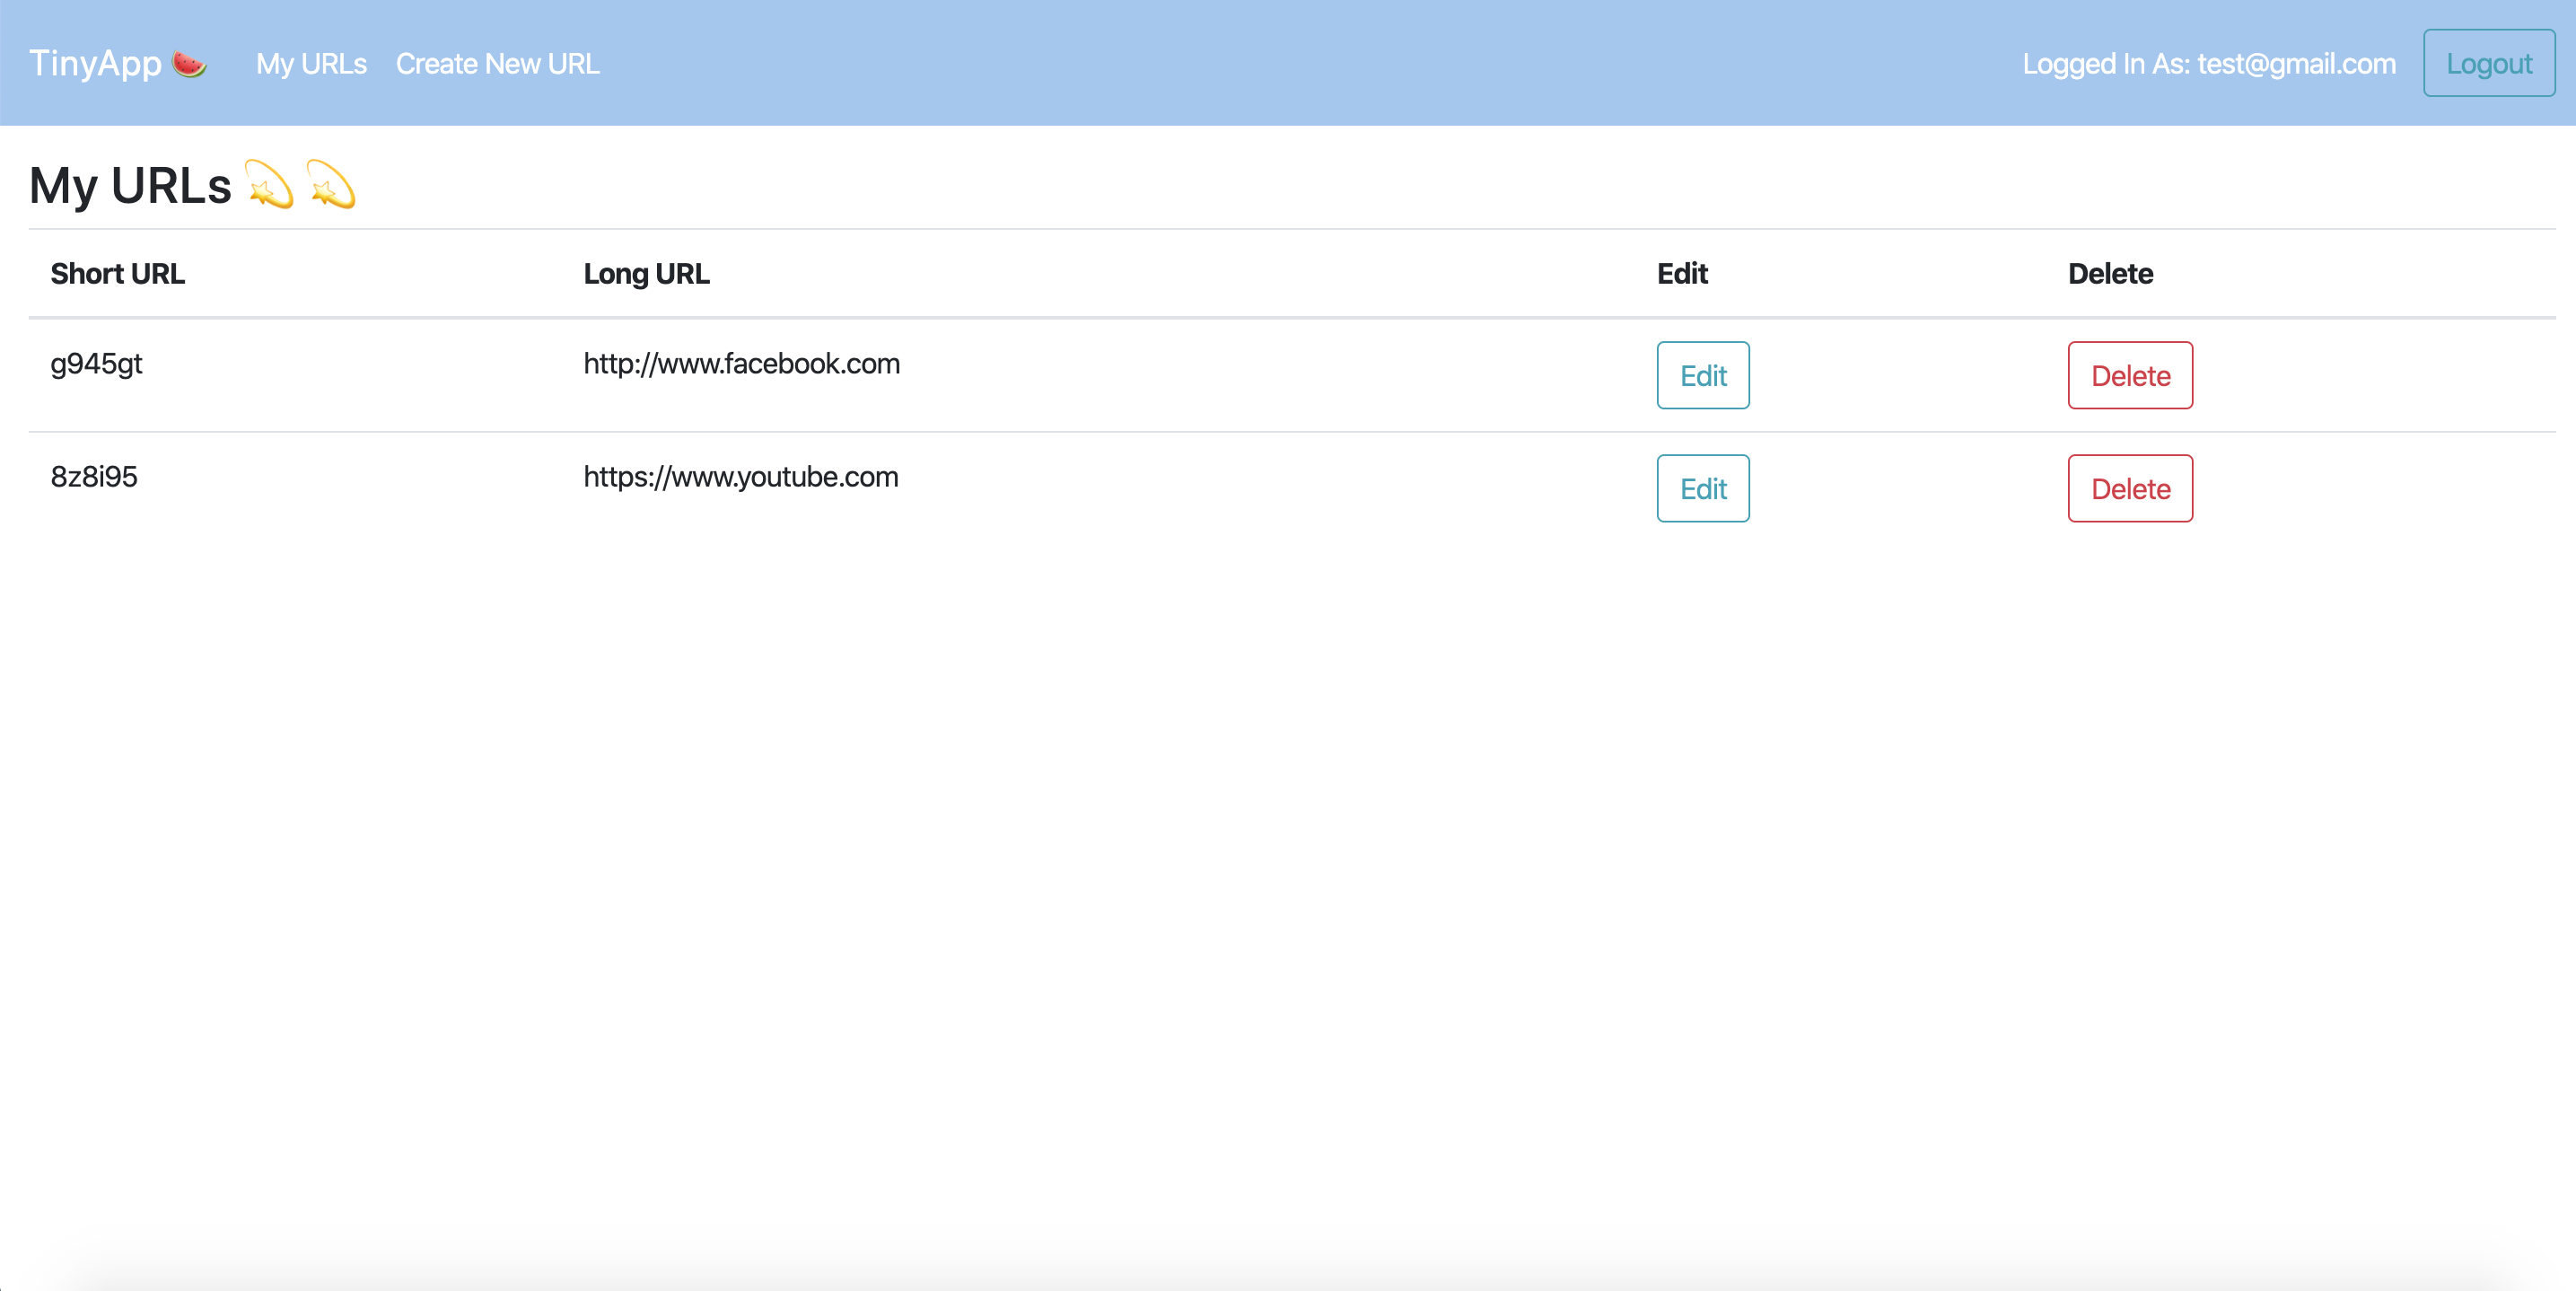 TinyApp 🍉 My URLs Create New URL Logged In As: test@gmail.com Logout
My URLs 💫 💫
Short URL Long URL Edit Delete
g945gt http://www.facebook.com Edit Delete
8z8i95 https://www.youtube.com Edit Delete